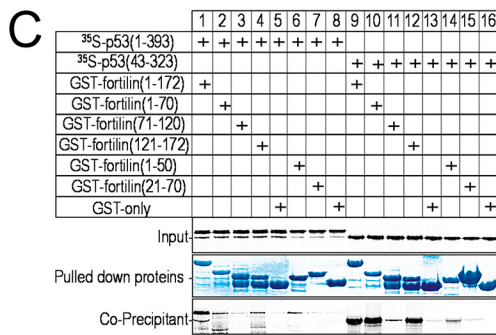 C
1 2 3 4 5 6 7 8 9 10 11 12 13 14 15 16
³⁵S-p53(1-393) + + + + + + + +
³⁵S-p53(43-323) + + + + + + + +
GST-fortilin(1-172) + +
GST-fortilin(1-70) + +
GST-fortilin(71-120) + +
GST-fortilin(121-172) + +
GST-fortilin(1-50) + +
GST-fortilin(21-70) + +
GST-only + + + +
Input
Pulled down proteins
Co-Precipitant